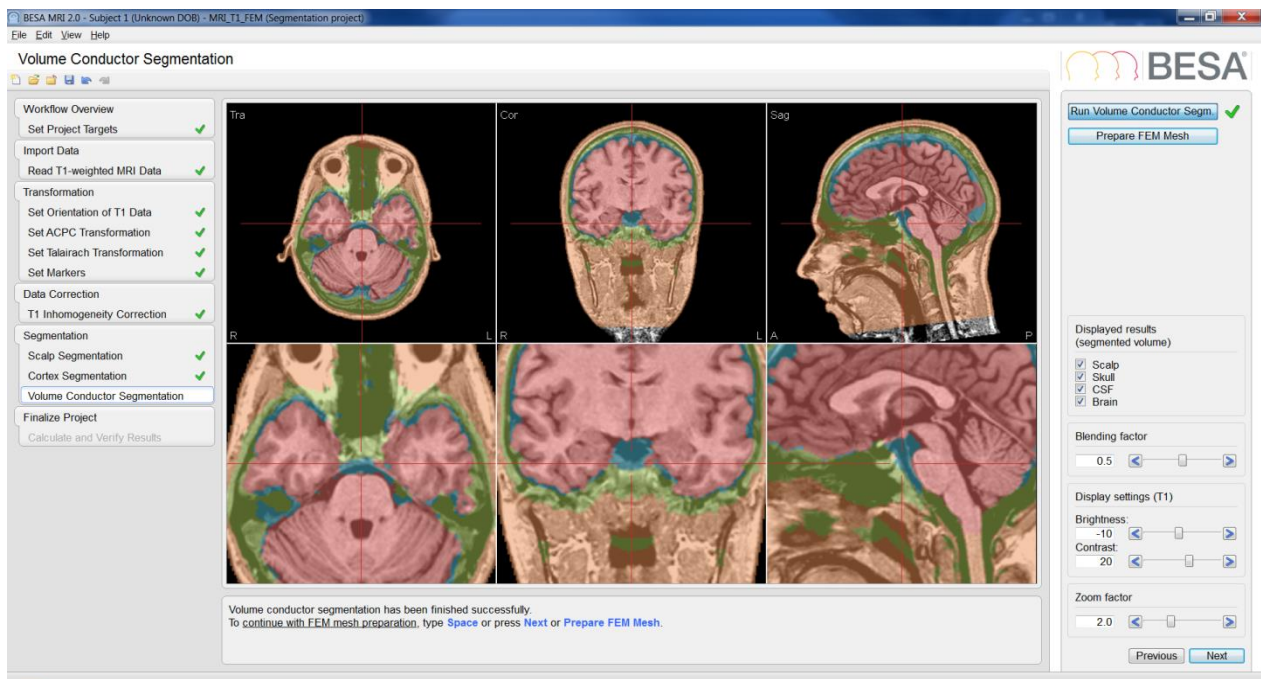 BESA MRI 2.0 - Subject 1 (Unknown DOB) - MRI_T1_FEM (Segmentation project)
File Edit View Help
Volume Conductor Segmentation
BESA
Workflow Overview
Set Project Targets
Import Data
Read T1-weighted MRI Data
Transformation
Set Orientation of T1 Data
Set ACPC Transformation
Set Talairach Transformation
Set Markers
Data Correction
T1 Inhomogeneity Correction
Segmentation
Scalp Segmentation
Cortex Segmentation
Volume Conductor Segmentation
Finalize Project
Calculate and Verify Results
Tra
Cor
Sag
R
L
R
L
A
P
Volume conductor segmentation has been finished successfully.
To continue with FEM mesh preparation, type Space or press Next or Prepare FEM Mesh.
Run Volume Conductor Segm.
Prepare FEM Mesh
Displayed results
(segmented volume)
Scalp
Skull
CSF
Brain
Blending factor
0.5
Display settings (T1)
Brightness:
-10
Contrast:
20
Zoom factor
2.0
Previous Next